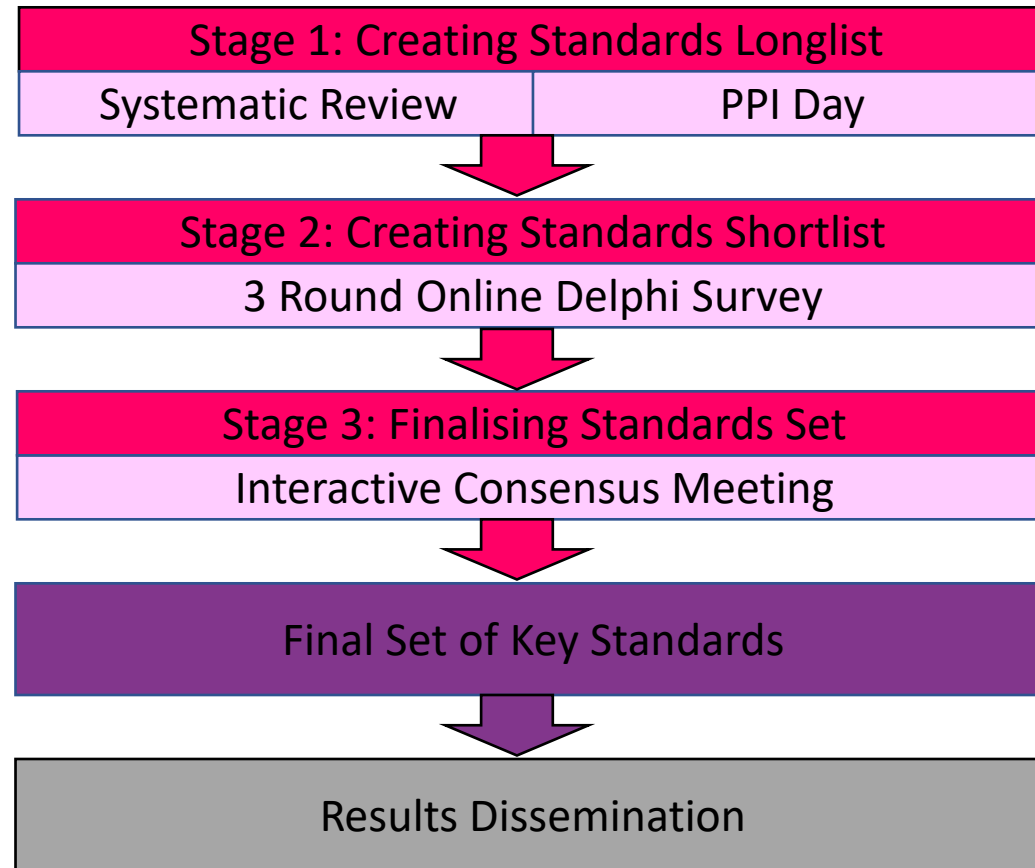 Stage 1: Creating Standards Longlist
Systematic Review
PPI Day
Stage 2: Creating Standards Shortlist
3 Round Online Delphi Survey
Stage 3: Finalising Standards Set
Interactive Consensus Meeting
Final Set of Key Standards
Results Dissemination